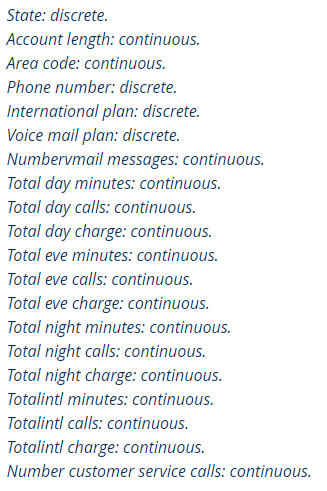 State: discrete.
Account length: continuous.
Area code: continuous.
Phone number: discrete.
International plan: discrete.
Voice mail plan: discrete.
Numbervmail messages: continuous.
Total day minutes: continuous.
Total day calls: continuous.
Total day charge: continuous.
Total eve minutes: continuous.
Total eve calls: continuous.
Total eve charge: continuous.
Total night minutes: continuous.
Total night calls: continuous.
Total night charge: continuous.
Totalintl minutes: continuous.
Totalintl calls: continuous.
Totalintl charge: continuous.
Number customer service calls: continuous.